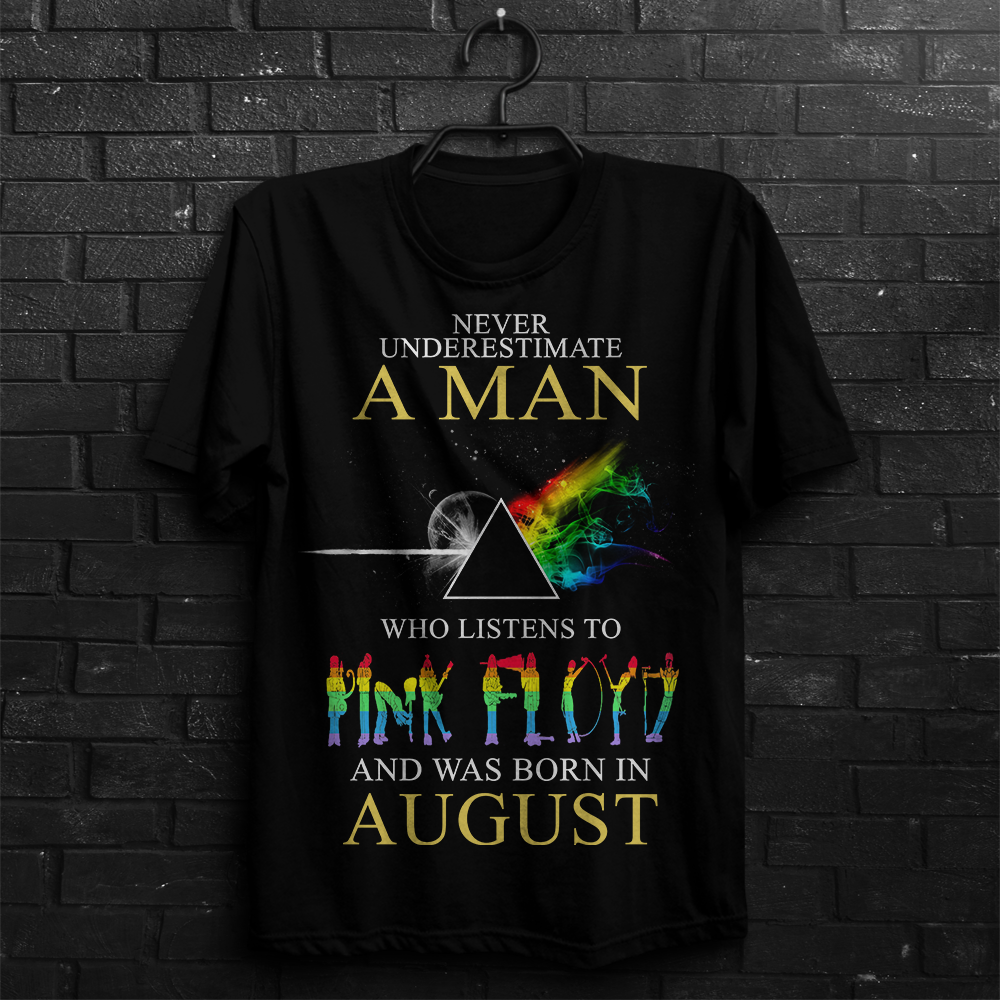 NEVER
UNDERESTIMATE
A MAN
WHO LISTENS TO
PINK FLOYD
AND WAS BORN IN
AUGUST